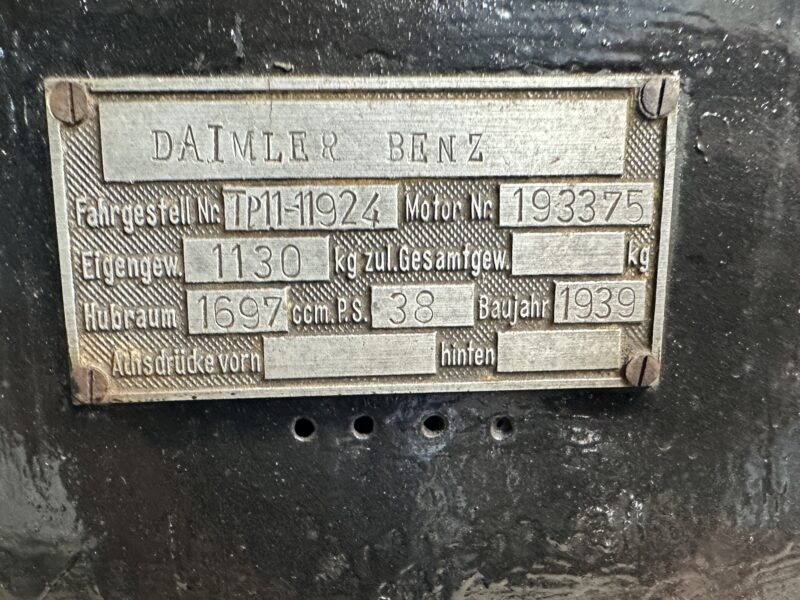 DAIMLER BENZ
Fahrgestell Nr. TP11-11924 Motor Nr. 193375
Eigengew. 1130 kg zul. Gesamtgew. kg
Hubraum 1697 ccm. P.S. 38 Baujahr 1939
Achsdrücke vorn hinten